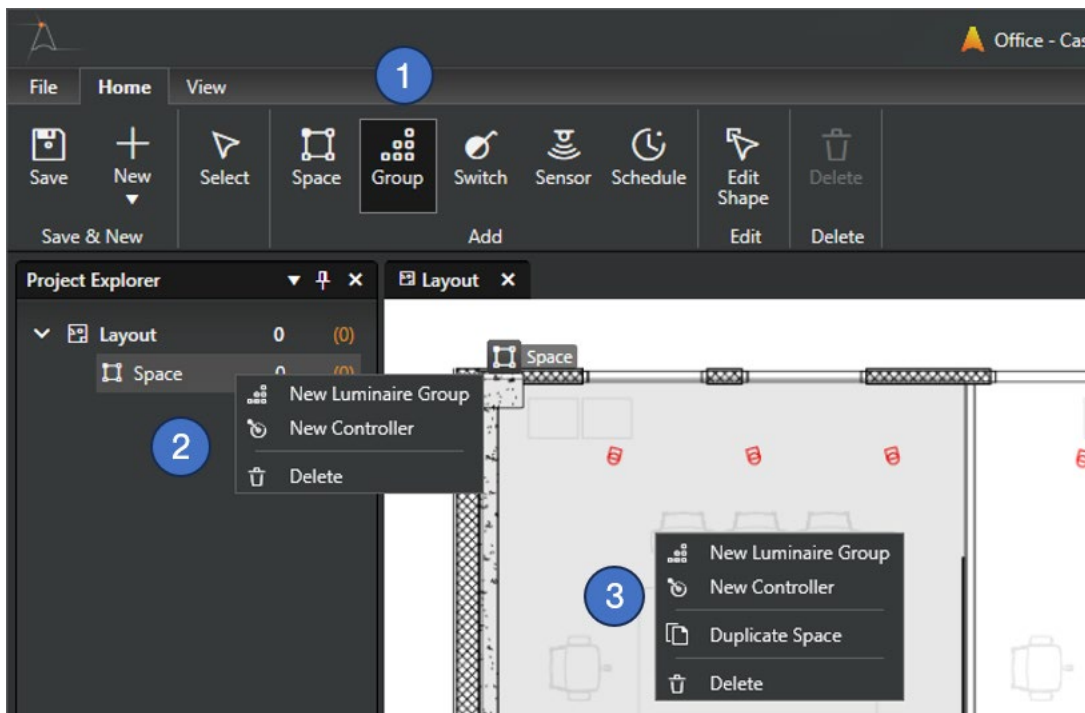 Office - Cas
File Home View
1
Save New Select Space Group Switch Sensor Schedule Edit Shape Delete
Save & New Add Edit Delete
Project Explorer
Layout
Layout 0 (0)
Space 0 (0)
New Luminaire Group
New Controller
Delete
2
Space
New Luminaire Group
New Controller
Duplicate Space
Delete
3